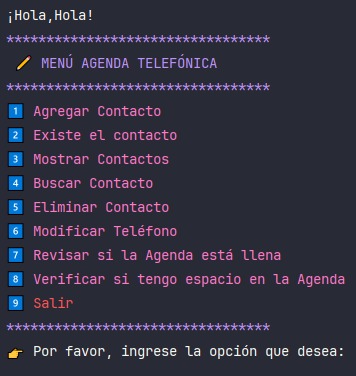 ¡Hola,Hola!
*********************************
✏️ MENÚ AGENDA TELEFÓNICA
*********************************
1️⃣ Agregar Contacto
2️⃣ Existe el contacto
3️⃣ Mostrar Contactos
4️⃣ Buscar Contacto
5️⃣ Eliminar Contacto
6️⃣ Modificar Teléfono
7️⃣ Revisar si la Agenda está llena
8️⃣ Verificar si tengo espacio en la Agenda
9️⃣ Salir
*********************************
👉 Por favor, ingrese la opción que desea: